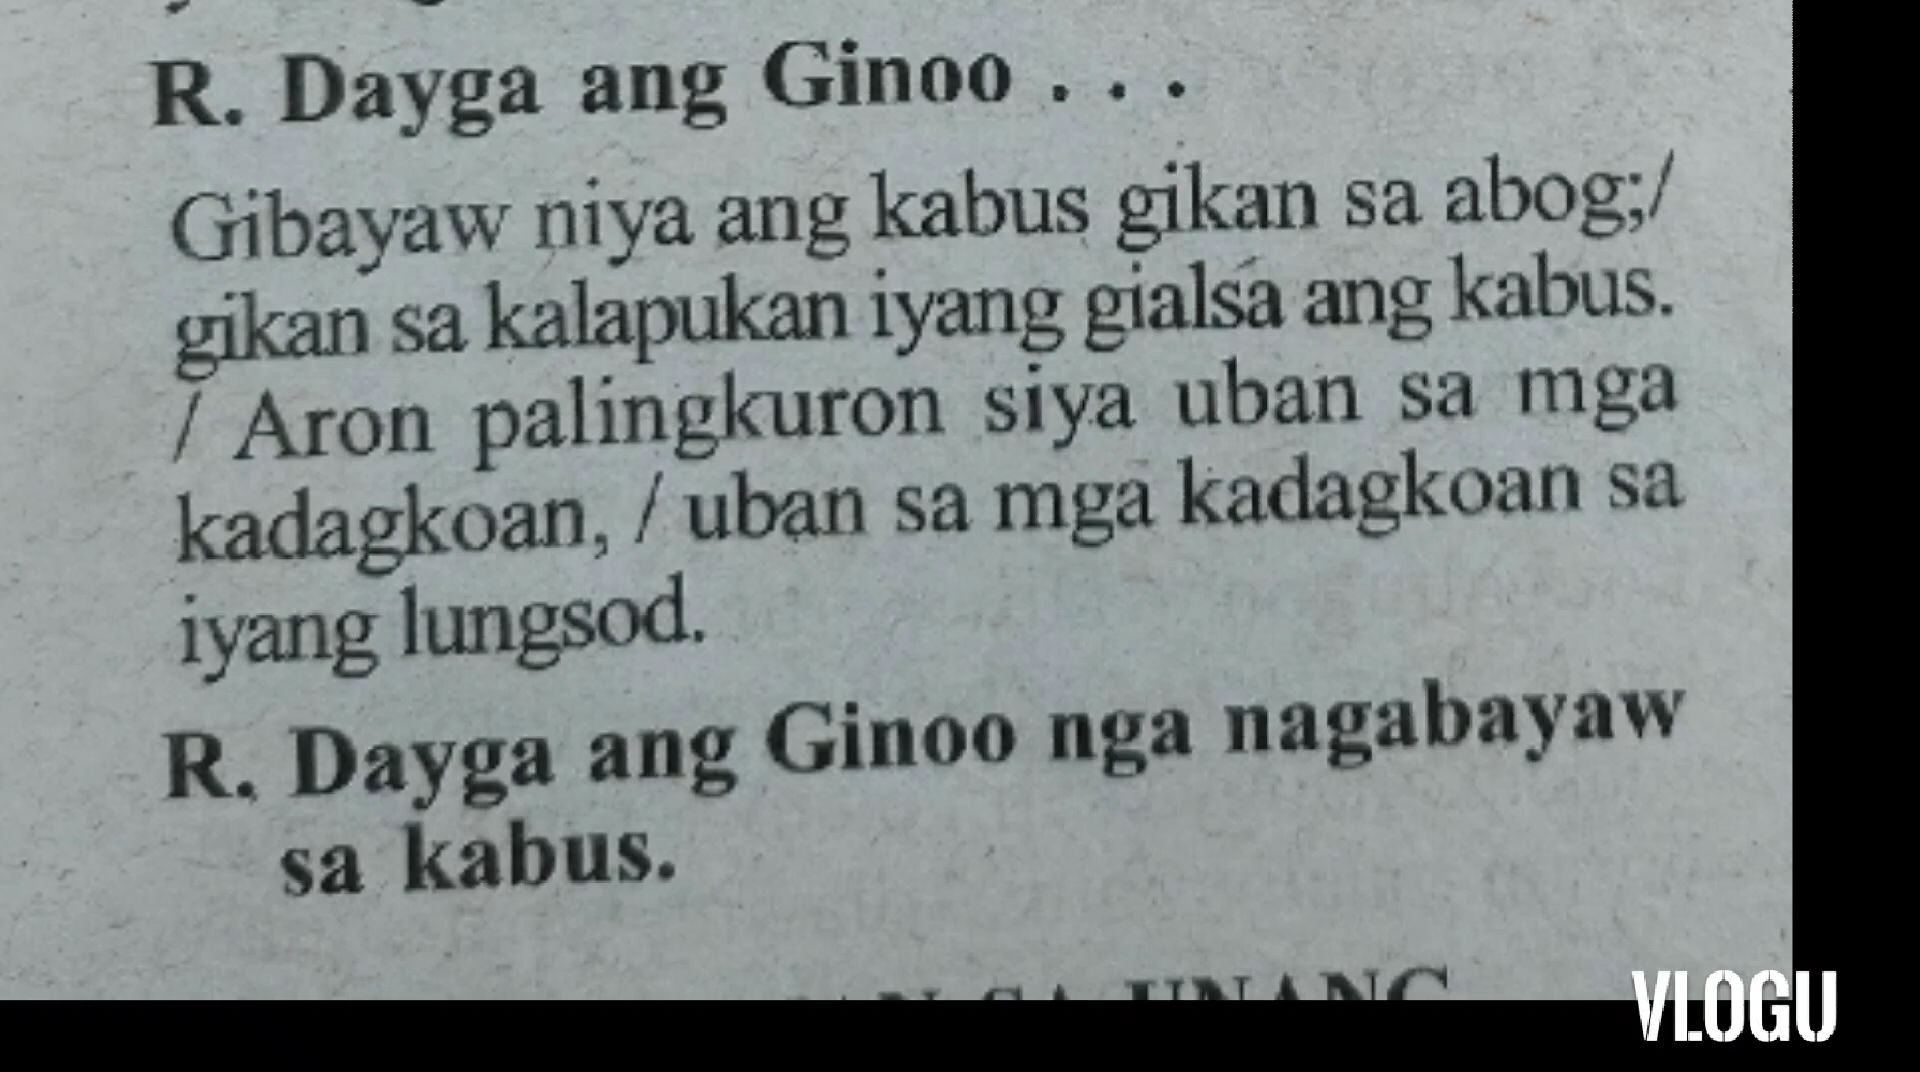 R. Dayga ang Ginoo . . .
Gibayaw niya ang kabus gikan sa abog;/
gikan sa kalapukan iyang gialsa ang kabus.
/ Aron palingkuron siya uban sa mga
kadagkoan, / uban sa mga kadagkoan sa
iyang lungsod.
R. Dayga ang Ginoo nga nagabayaw
sa kabus.
SA UNANG
VLOGU